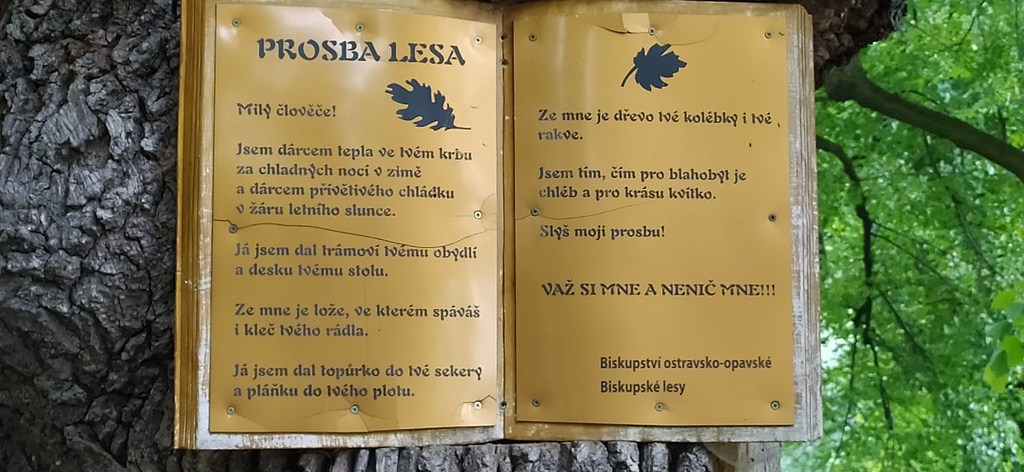 PROSBA LESA
Milý člověče!
Jsem dárcem tepla ve tvém krbu
za chladných nocí v zimě
a dárcem přívětivého chládku
v žáru letního slunce.
Já jsem dal trámoví tvému obydlí
a desku tvému stolu.
Ze mne je lože, ve kterém spáváš
i kleč tvého rádla.
Já jsem dal topúrko do tvé sekery
a pláňku do tvého plotu.
Ze mne je dřevo tvé kolébky i tvé
rakve.
Jsem tím, čím pro blahobyt je
chléb a pro krásu kvítko.
Slyš moji prosbu!
VAŽ SI MNE A NENIČ MNE!!!
Biskupství ostravsko-opavské
Biskupské lesy